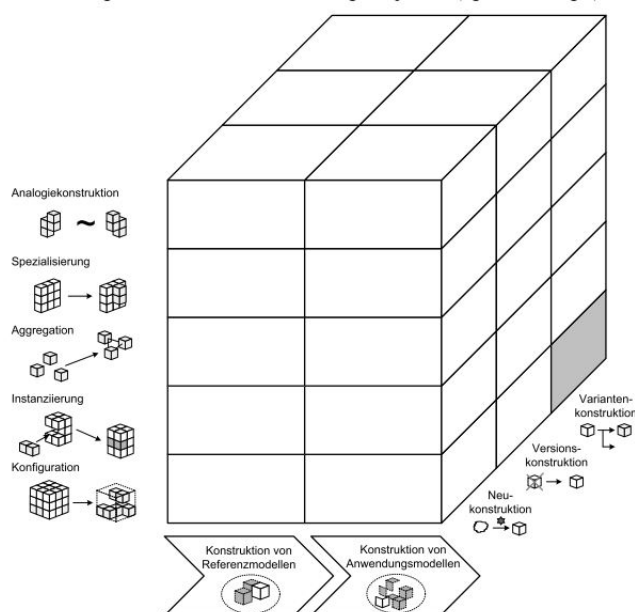 Analogiekonstruktion
~
Spezialisierung
Aggregation
Instanziierung
Konfiguration
Varianten-
konstruktion
Versions-
konstruktion
Neu-
konstruktion
Konstruktion von
Referenzmodellen
Konstruktion von
Anwendungsmodellen